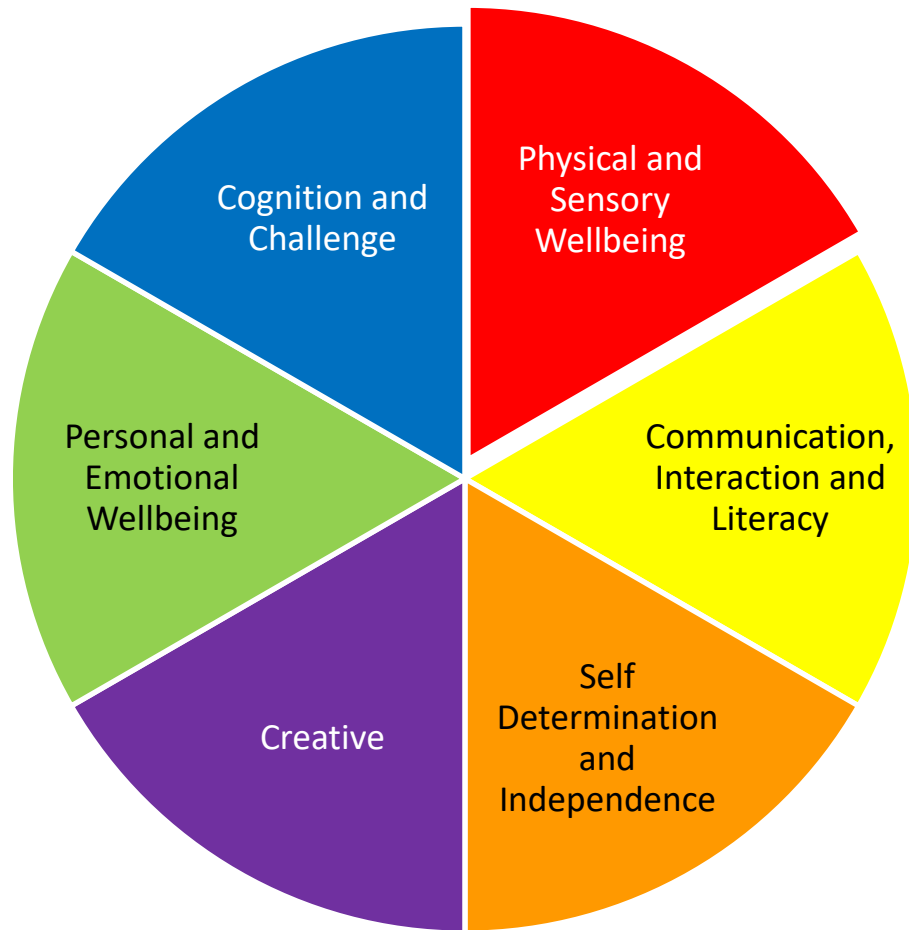 Physical and
Sensory
Wellbeing
Communication,
Interaction and
Literacy
Self
Determination
and
Independence
Creative
Personal and
Emotional
Wellbeing
Cognition and
Challenge